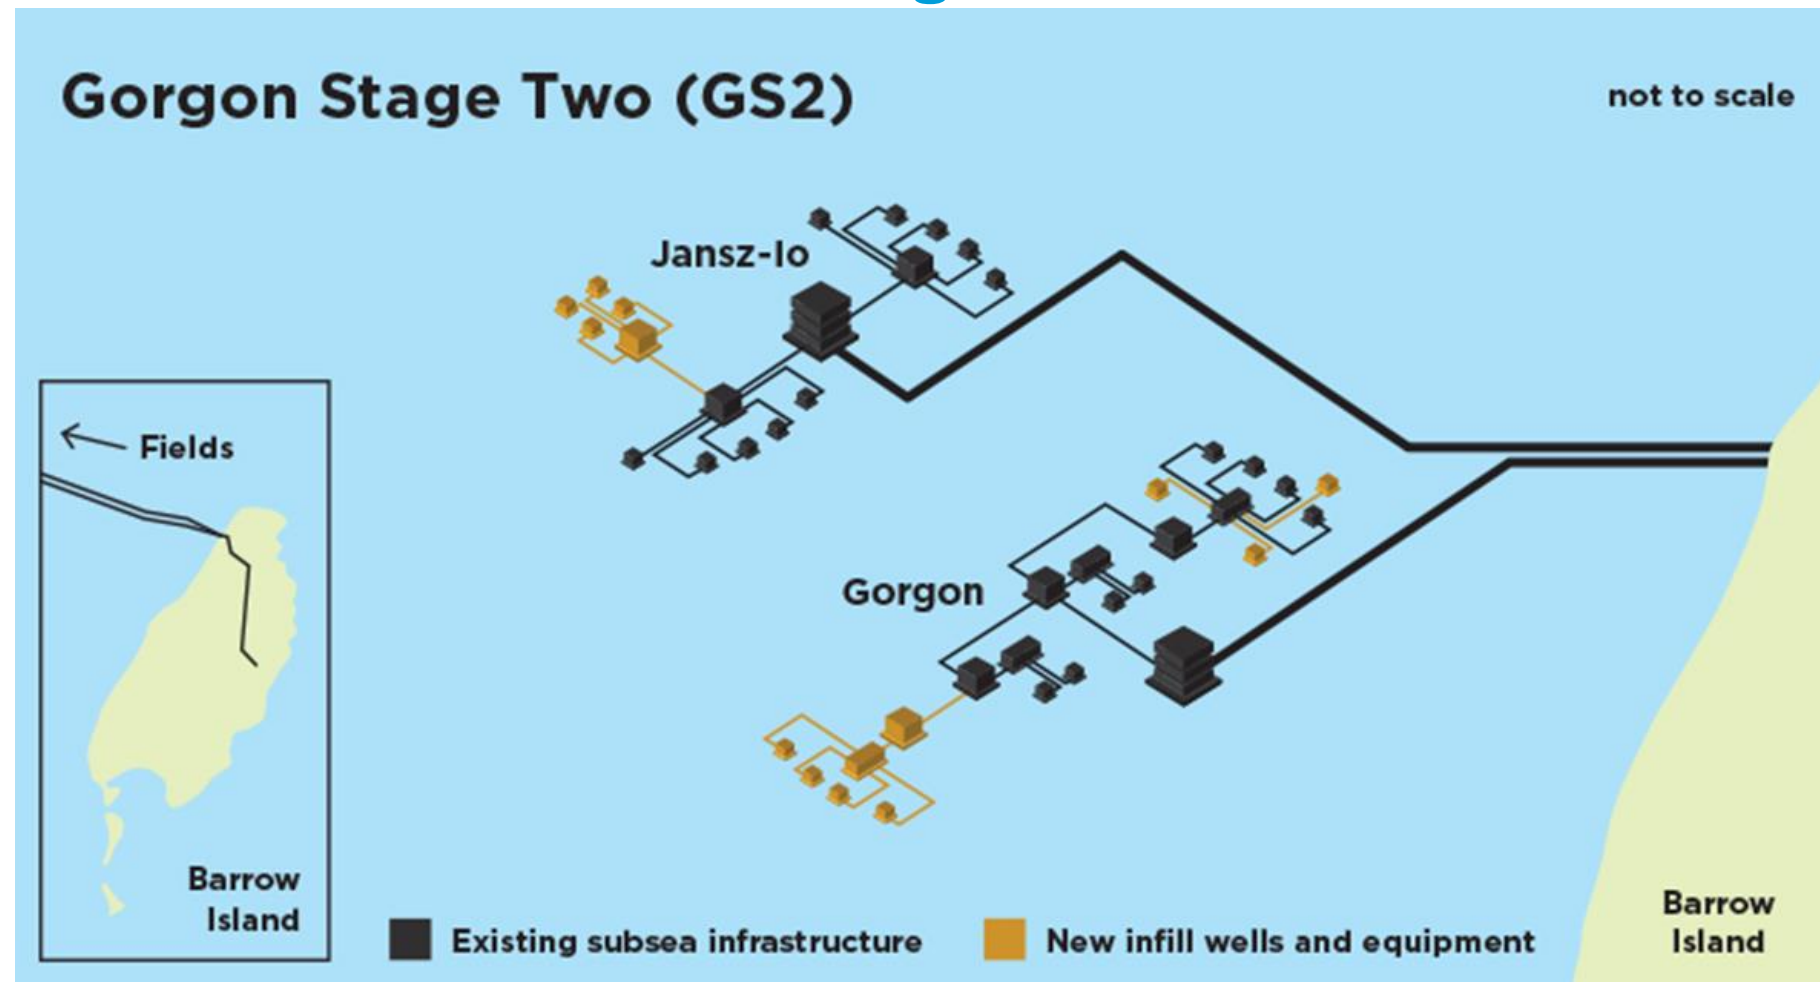 Gorgon Stage Two (GS2)
not to scale
Jansz-Io
Gorgon
Fields
Barrow
Island
Existing subsea infrastructure
New infill wells and equipment
Barrow
Island